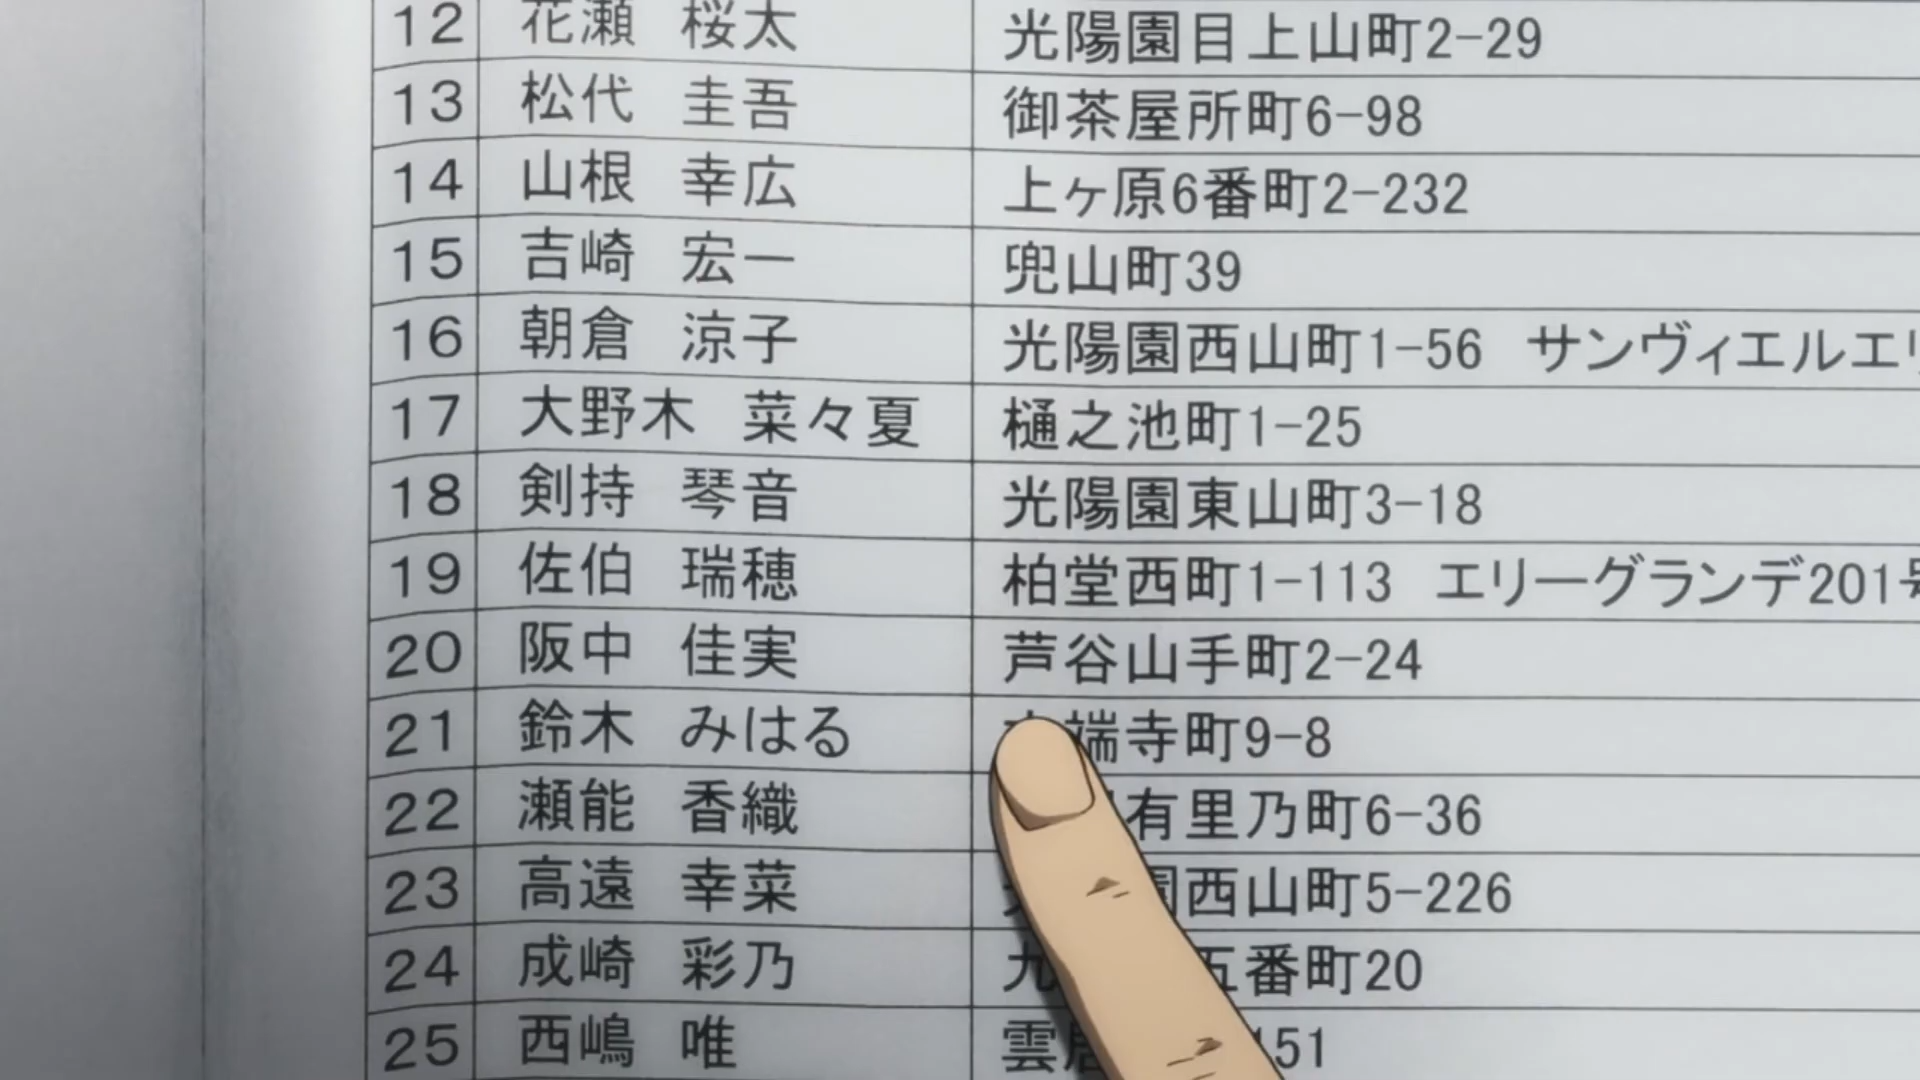 12 花瀬 桜太 光陽園目上山町2-29
13 松代 圭吾 御茶屋所町6-98
14 山根 幸広 上ヶ原6番町2-232
15 吉崎 宏一 兜山町39
16 朝倉 涼子 光陽園西山町1-56 サンヴィエルエリ
17 大野木 菜々夏 樋之池町1-25
18 剣持 琴音 光陽園東山町3-18
19 佐伯 瑞穂 柏堂西町1-113 エリーグランデ201号
20 阪中 佳実 芦谷山手町2-24
21 鈴木 みはる 端寺町9-8
22 瀬能 香織 有里乃町6-36
23 高遠 幸菜 園西山町5-226
24 成崎 彩乃 九 五番町20
25 西嶋 唯 雲 151